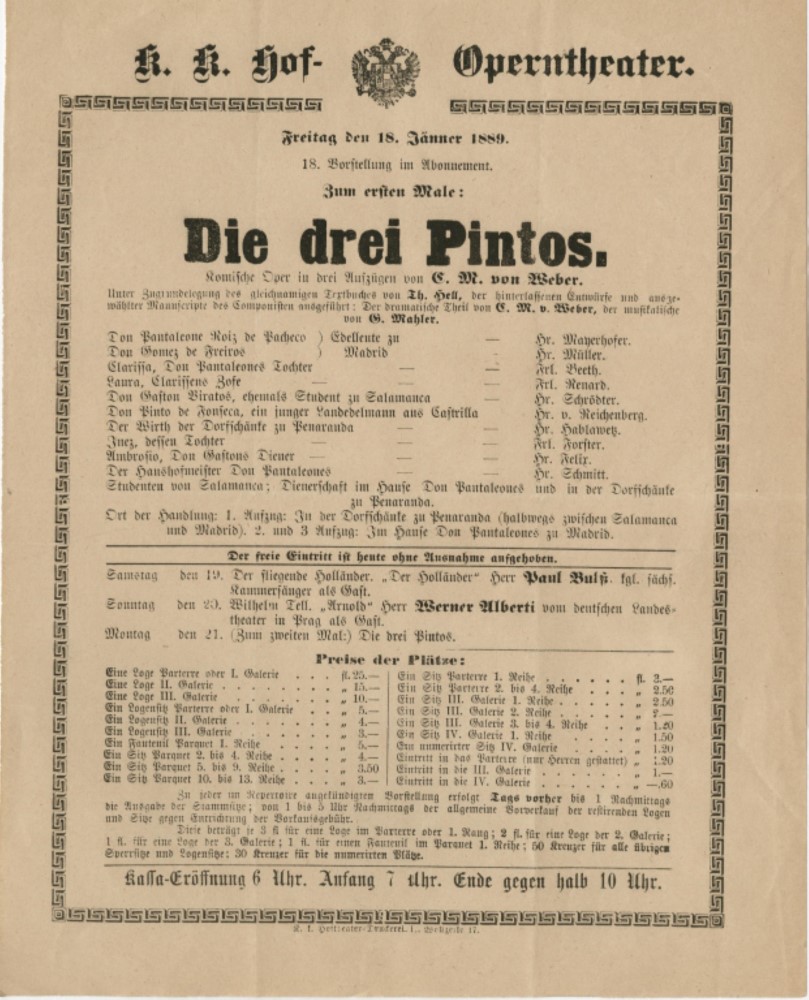 K. K. Hof- Operntheater.
Freitag den 18. Jänner 1889.
18. Vorstellung im Abonnement.
Zum ersten Male:
Die drei Pintos.
Komische Oper in drei Aufzügen von C. M. von Weber.
Unter Zugrundelegung des gleichnamigen Textbuches von Th. Hell, der hinterlassenen Entwürfe und ausge-
wählter Manuscripte des Componisten ausgeführt: Der dramatische Theil von C. M. v. Weber, der musikalische
von G. Mahler.
Don Pantaleone Roiz de Pacheco ) Edelleute zu — Hr. Mayerhofer.
Don Gomez de Freiros ) Madrid - Hr. Müller.
Clarissa, Don Pantaleones Tochter — — Frl. Beeth.
Laura, Clarissens Zofe — — — Frl. Renard.
Don Gaston Viratos, ehemals Student zu Salamanca — Hr. Schrödter.
Don Pinto de Fonseca, ein junger Landedelmann aus Castrilla Hr. v. Reichenberg.
Der Wirth der Dorfschänke zu Penaranda — — Hr. Hablawetz.
Inez, dessen Tochter — — — Frl. Forster.
Ambrosio, Don Gastons Diener — — — Hr. Felix.
Der Haushofmeister Don Pantaleones — — Hr. Schmitt.
Studenten von Salamanca; Dienerschaft im Hause Don Pantaleones und in der Dorfschänke
zu Penaranda.
Ort der Handlung: 1. Aufzug: In der Dorfschänke zu Penaranda (halbwegs zwischen Salamanca
und Madrid). 2. und 3 Aufzug: Im Hause Don Pantaleones zu Madrid.
Der freie Eintritt ist heute ohne Ausnahme aufgehoben.
Samstag den 19. Der fliegende Holländer. „Der Holländer“ Herr Paul Bulß. kgl. sächs.
Kammersänger als Gast.
Sonntag den 20. Wilhelm Tell. „Arnold“ Herr Werner Alberti vom deutschen Landes-
theater in Prag als Gast.
Montag den 21. (Zum zweiten Mal:) Die drei Pintos.
Preise der Plätze:
Eine Loge Parterre oder I. Galerie . . . fl. 25.—
Eine Loge II. Galerie . . . . . . . . „ 15.—
Eine Loge III. Galerie . . . . . . . . „ 10.—
Ein Logensitz Parterre oder I. Galerie . . „ 5.—
Ein Logensitz II. Galerie . . . . . . „ 4.—
Ein Logensitz III. Galerie . . . . . . „ 3.—
Ein Fauteuil Parquet 1. Reihe . . . . „ 5.—
Ein Sitz Parquet 2. bis 4. Reihe . . . „ 4.—
Ein Sitz Parquet 5. bis 9. Reihe . . . „ 3.50
Ein Sitz Parquet 10. bis 13. Reihe . . . „ 3.—
Ein Sitz Parterre 1. Reihe . . . . . . fl. 3.—
Ein Sitz Parterre 2. bis 4. Reihe . . . . „ 2.50
Ein Sitz III. Galerie 1. Reihe . . . . . „ 2.50
Ein Sitz III. Galerie 2. Reihe . . . . . „ 2.—
Ein Sitz III. Galerie 3. bis 4. Reihe . . . „ 1.20
Ein Sitz IV. Galerie 1. Reihe . . . . . „ 1.50
Ein numerirter Sitz IV. Galerie . . . . „ 1.20
Eintritt in das Parterre (nur Herren gestattet) „ 1.20
Eintritt in die III. Galerie . . . . . . „ 1.—
Eintritt in die IV. Galerie . . . . . . „ —.60
Zu jeder im Repertoire angekündigten Vorstellung erfolgt Tags vorher bis 1 Nachmittags
die Ausgabe der Stammsitze; von 1 bis 5 Uhr Nachmittags der allgemeine Vorverkauf der restirenden Logen
und Sitze gegen Entrichtung der Vorkaufsgebühr.
Diese beträgt je 3 fl für eine Loge im Parterre oder 1. Rang; 2 fl. für eine Loge der 2. Galerie;
1 fl. für eine Loge der 3. Galerie; 1 fl. für einen Fauteuil im Parquet 1. Reihe; 50 Kreuzer für alle übrigen
Sperrsitze und Logensitze; 30 Kreuzer für die numerirten Plätze.
Kassa-Eröffnung 6 Uhr. Anfang 7 Uhr. Ende gegen halb 10 Uhr.
K. k. Hoftheater-Druckerei, I., Wollzeile 17.